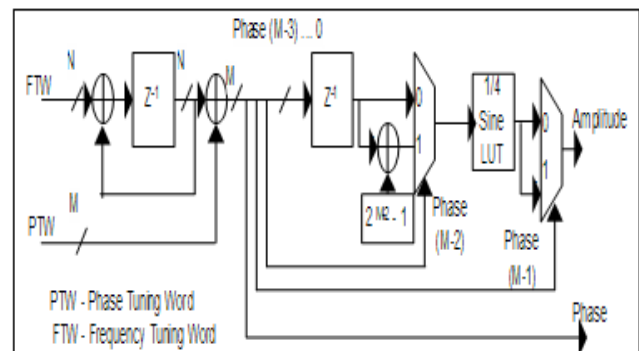 Phase (M-3) ... 0
N
N
M
FTW
Z-1
Z-1
0
1
1/4
Sine
LUT
0
1
Amplitude
M
PTW
2 M-2 - 1
Phase
(M-2)
Phase
(M-1)
Phase
PTW - Phase Tuning Word
FTW - Frequency Tuning Word